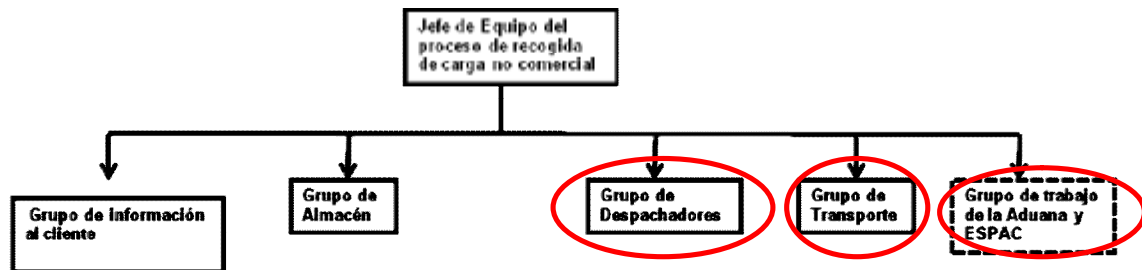 Jefe de Equipo del
proceso de recogida
de carga no comercial
Grupo de información
al cliente
Grupo de
Almacén
Grupo de
Despachadores
Grupo de
Transporte
Grupo de trabajo
de la Aduana y
ESPAC